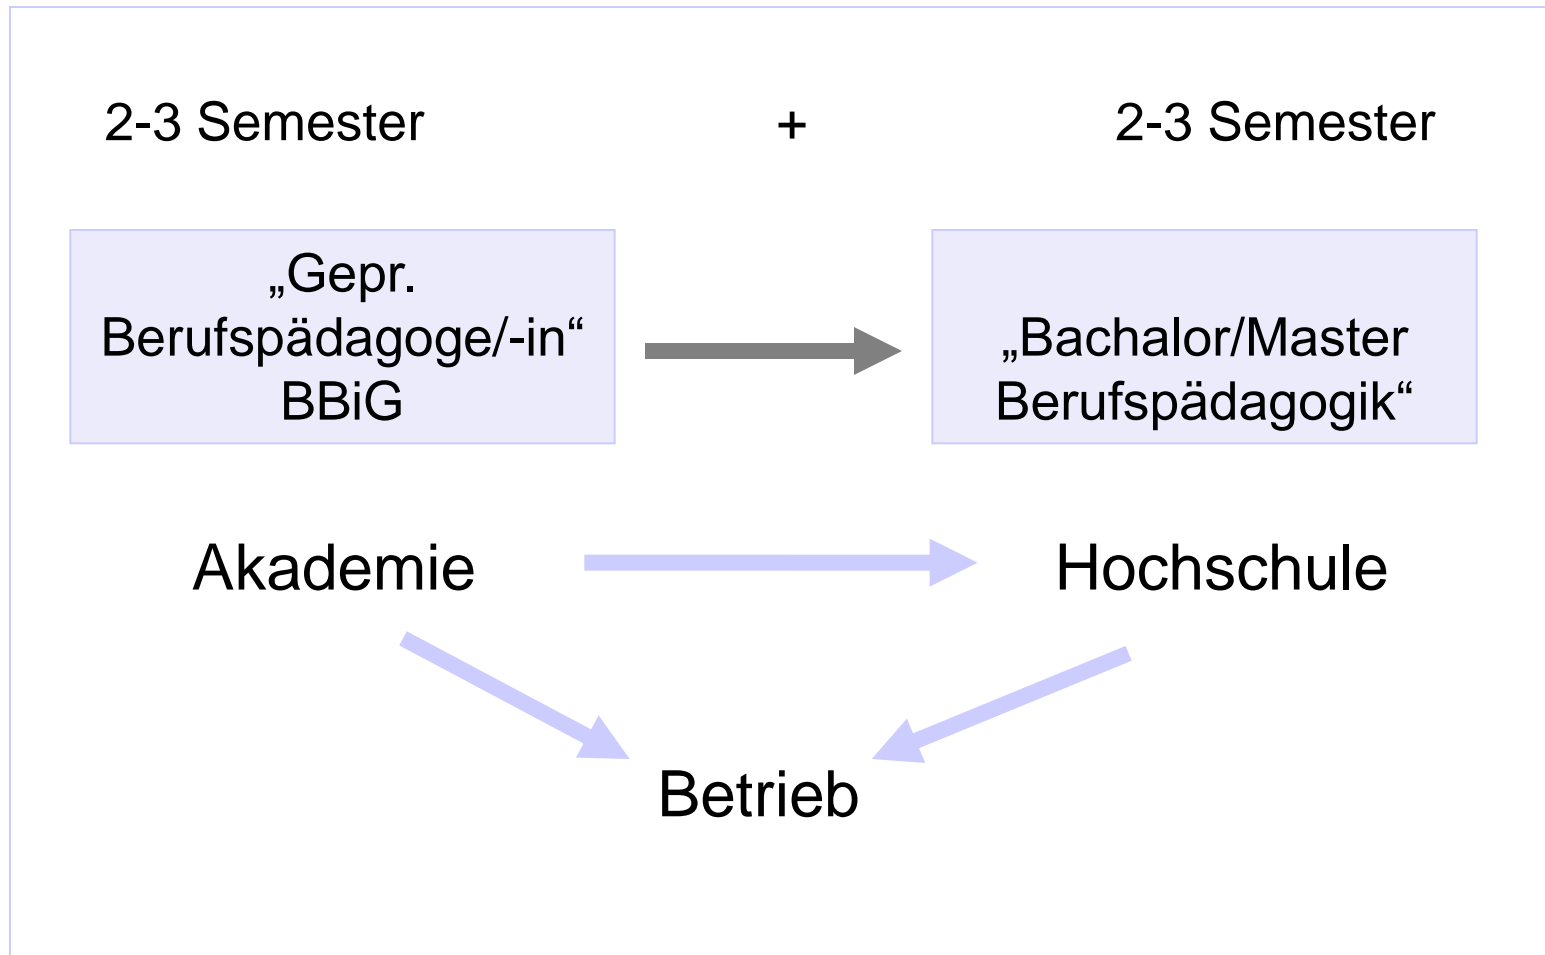 2-3 Semester + 2-3 Semester
„Gepr.
Berufspädagoge/-in“
BBiG
„Bachalor/Master
Berufspädagogik“
Akademie
Hochschule
Betrieb